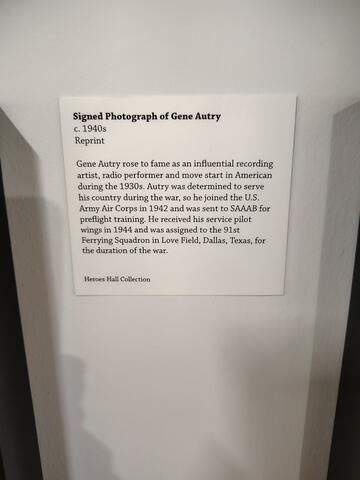 Signed Photograph of Gene Autry
c. 1940s
Reprint
Gene Autry rose to fame as an influential recording
artist, radio performer and move start in American
during the 1930s. Autry was determined to serve
his country during the war, so he joined the U.S.
Army Air Corps in 1942 and was sent to SAAAB for
preflight training. He received his service pilot
wings in 1944 and was assigned to the 91st
Ferrying Squadron in Love Field, Dallas, Texas, for
the duration of the war.
Heroes Hall Collection